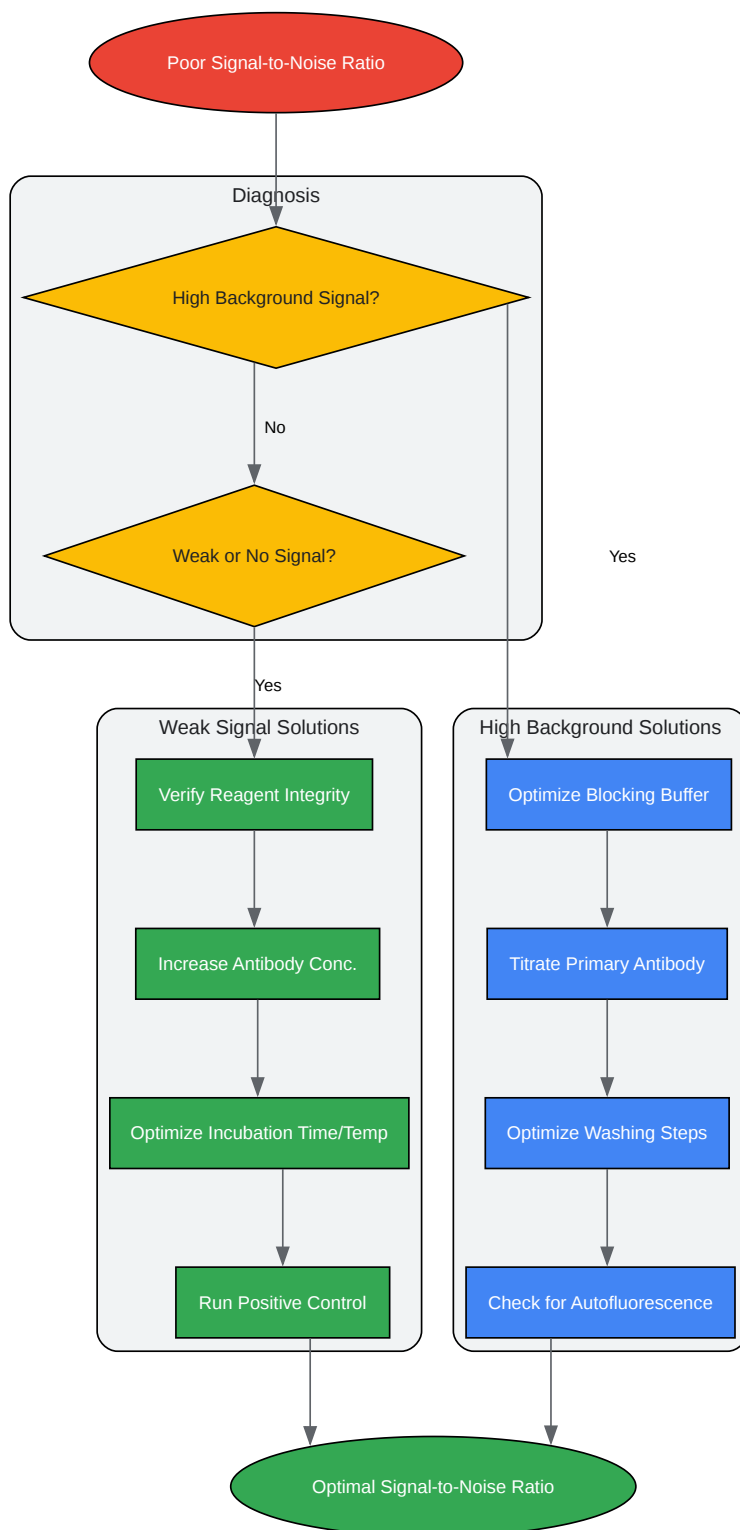 Poor Signal-to-Noise Ratio
Diagnosis
High Background Signal?
No
Weak or No Signal?
Yes
Yes
Weak Signal Solutions
Verify Reagent Integrity
Increase Antibody Conc.
Optimize Incubation Time/Temp
Run Positive Control
High Background Solutions
Optimize Blocking Buffer
Titrate Primary Antibody
Optimize Washing Steps
Check for Autofluorescence
Optimal Signal-to-Noise Ratio